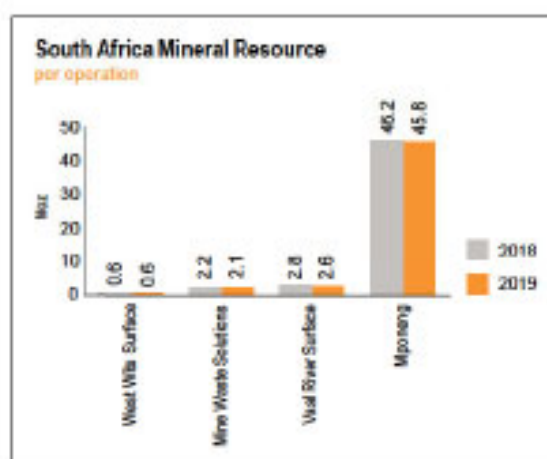 South Africa Mineral Resource
per operation
Moz
50
40
30
20
10
0
0.6
0.6
2.2
2.1
2.8
2.6
46.2
45.8
2018
2019
West Wits Surface
Mine Waste Solutions
Vaal River Surface
Mponeng